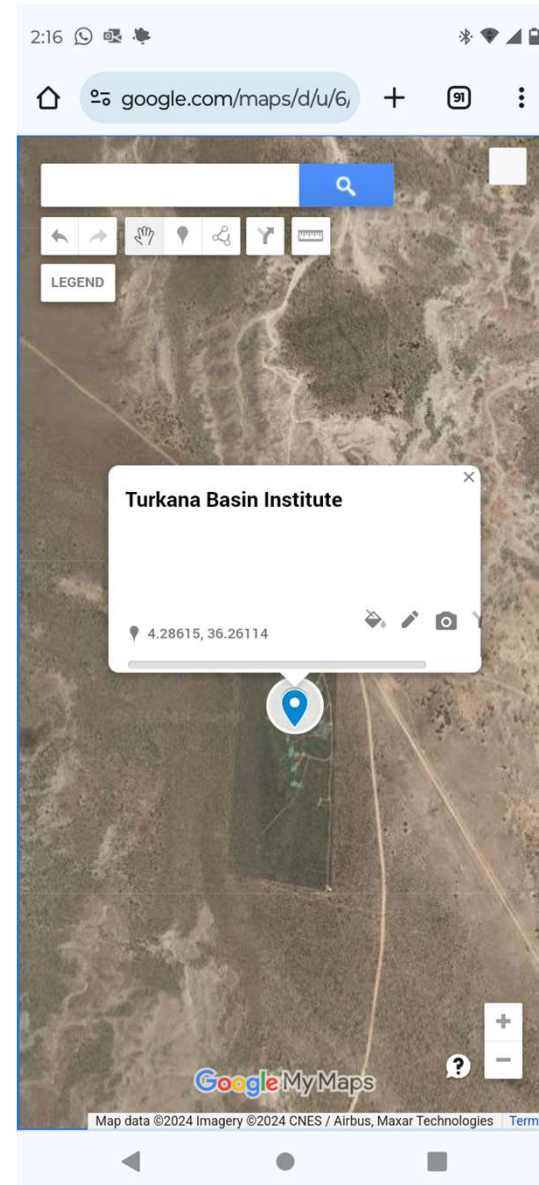 2:16
google.com/maps/d/u/6/
91
LEGEND
Turkana Basin Institute
4.28615, 36.26114
Google My Maps
Map data ©2024 Imagery ©2024 CNES / Airbus, Maxar Technologies
Term